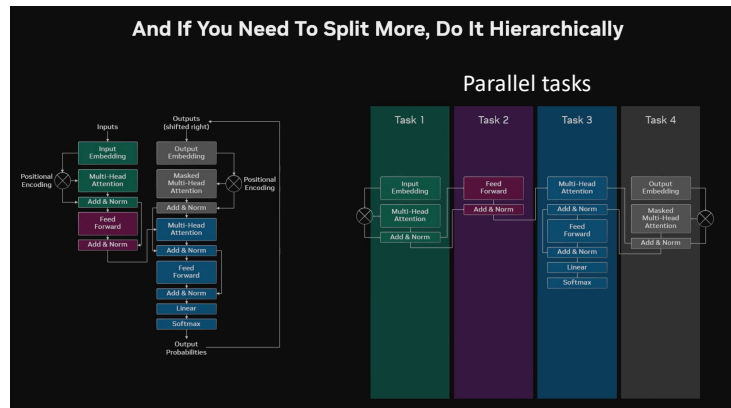 And If You Need To Split More, Do It Hierarchically
Inputs
Input
Embedding
Positional
Encoding
Multi-Head
Attention
Add & Norm
Feed
Forward
Add & Norm
Outputs
(shifted right)
Output
Embedding
Masked
Multi-Head
Attention
Positional
Encoding
Add & Norm
Multi-Head
Attention
Add & Norm
Feed
Forward
Add & Norm
Linear
Softmax
Output
Probabilities
Parallel tasks
Task 1
Input
Embedding
Multi-Head
Attention
Add & Norm
Task 2
Feed
Forward
Add & Norm
Task 3
Multi-Head
Attention
Add & Norm
Feed
Forward
Add & Norm
Linear
Softmax
Task 4
Output
Embedding
Masked
Multi-Head
Attention
Add & Norm